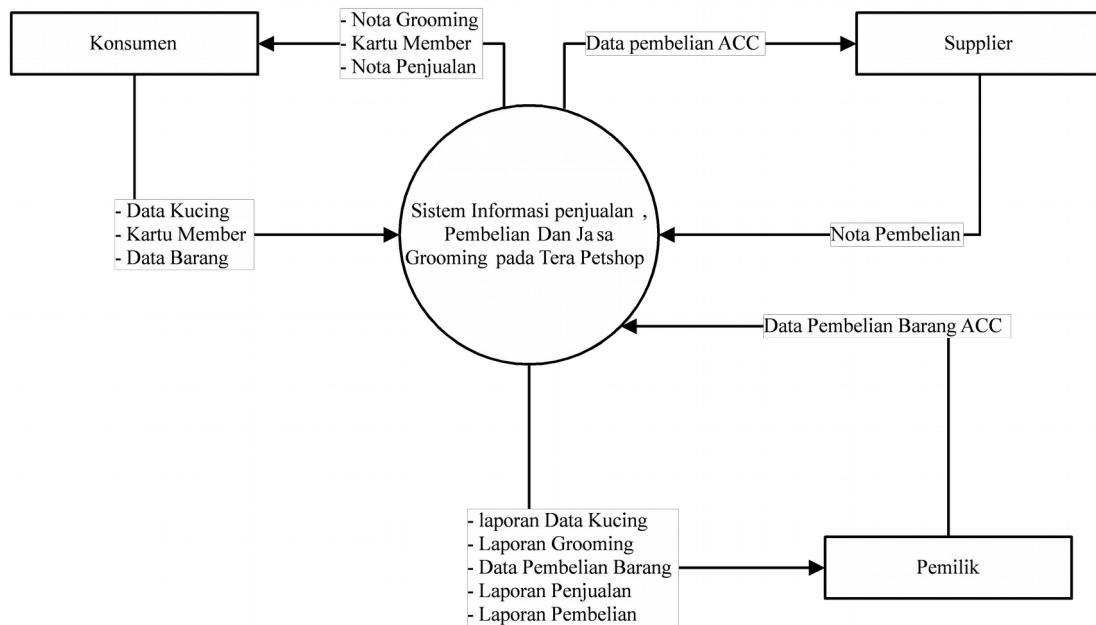 Konsumen
- Nota Grooming
- Kartu Member
- Nota Penjualan
Data pembelian ACC
Supplier
- Data Kucing
- Kartu Member
- Data Barang
Sistem Informasi penjualan ,
Pembelian Dan Jasa
Grooming pada Tera Petshop
Nota Pembelian
Data Pembelian Barang ACC
- laporan Data Kucing
- Laporan Grooming
- Data Pembelian Barang
- Laporan Penjualan
- Laporan Pembelian
Pemilik